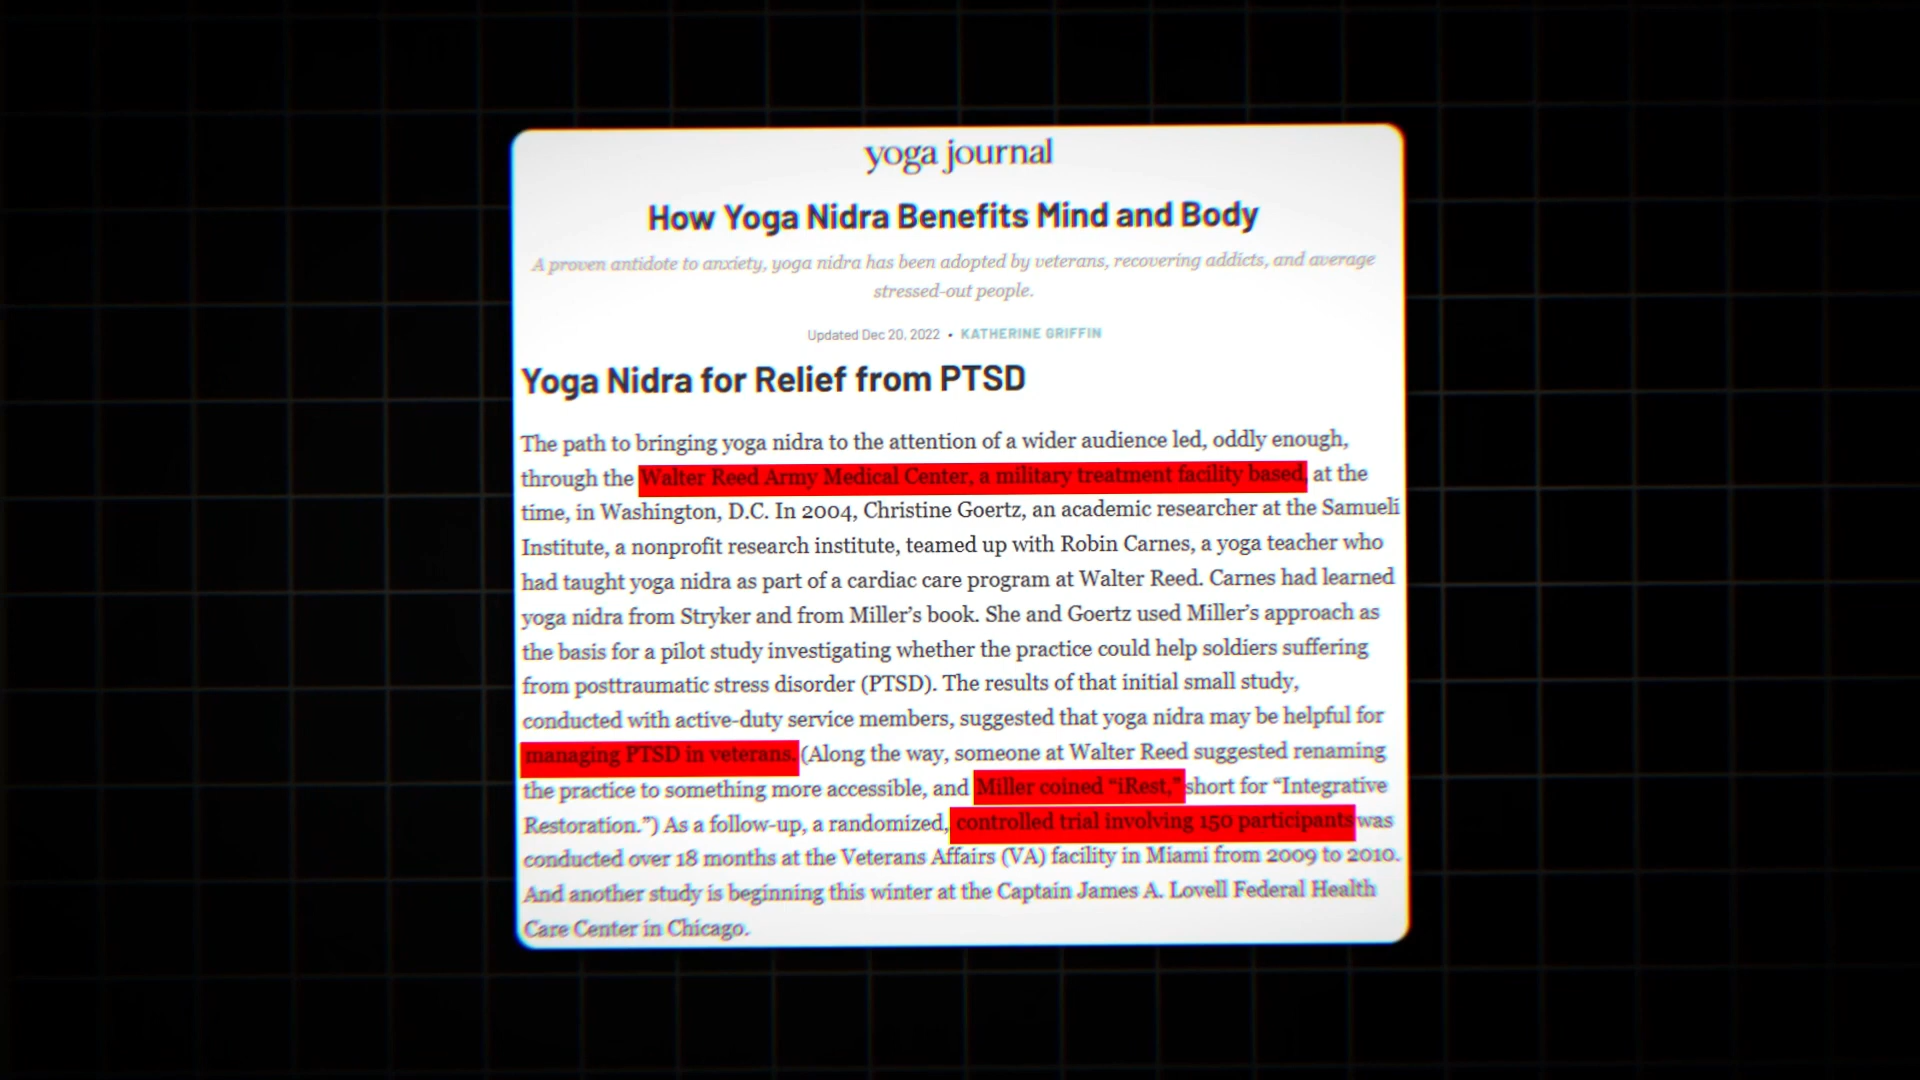 yoga journal
How Yoga Nidra Benefits Mind and Body
A proven antidote to anxiety, yoga nidra has been adopted by veterans, recovering addicts, and average
stressed-out people.
Updated Dec 20, 2022 • KATHERINE GRIFFIN
Yoga Nidra for Relief from PTSD
The path to bringing yoga nidra to the attention of a wider audience led, oddly enough,
through the Walter Reed Army Medical Center, a military treatment facility based, at the
time, in Washington, D.C. In 2004, Christine Goertz, an academic researcher at the Samueli
Institute, a nonprofit research institute, teamed up with Robin Carnes, a yoga teacher who
had taught yoga nidra as part of a cardiac care program at Walter Reed. Carnes had learned
yoga nidra from Stryker and from Miller’s book. She and Goertz used Miller’s approach as
the basis for a pilot study investigating whether the practice could help soldiers suffering
from posttraumatic stress disorder (PTSD). The results of that initial small study,
conducted with active-duty service members, suggested that yoga nidra may be helpful for
managing PTSD in veterans. (Along the way, someone at Walter Reed suggested renaming
the practice to something more accessible, and Miller coined “iRest,” short for “Integrative
Restoration.”) As a follow-up, a randomized, controlled trial involving 150 participants was
conducted over 18 months at the Veterans Affairs (VA) facility in Miami from 2009 to 2010.
And another study is beginning this winter at the Captain James A. Lovell Federal Health
Care Center in Chicago.